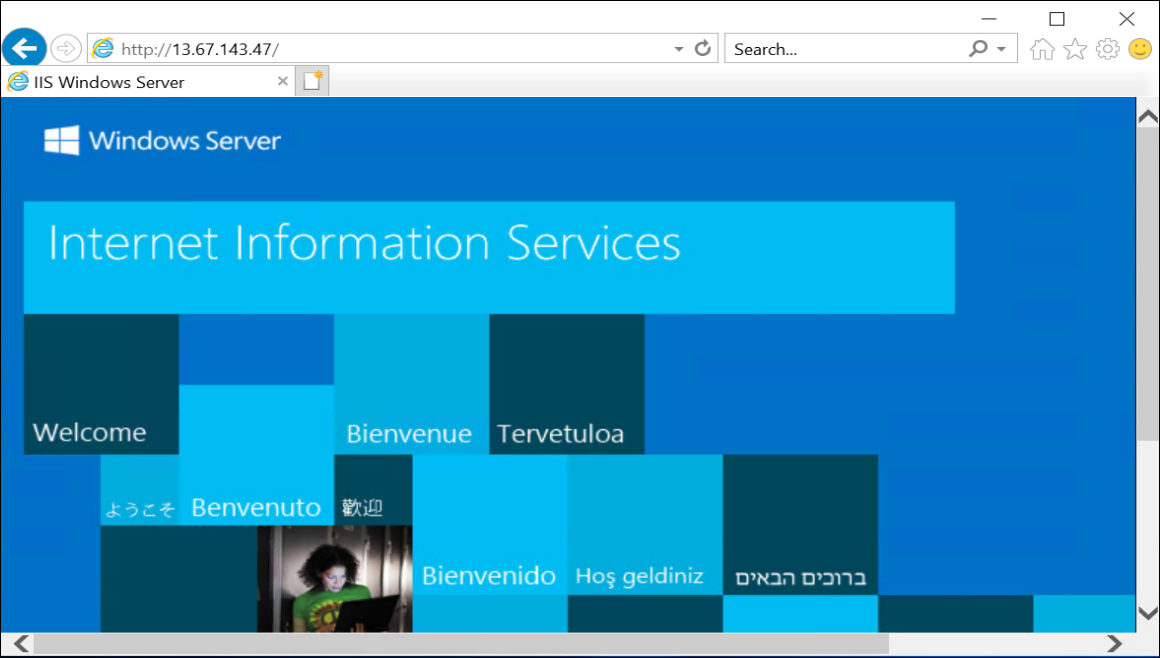 http://13.67.143.47/
Search...
IIS Windows Server
Windows Server
Internet Information Services
Welcome
Bienvenue
Tervetuloa
ようこそ
Benvenuto
歡迎
Bienvenido
Hoş geldiniz
ברוכים הבאים